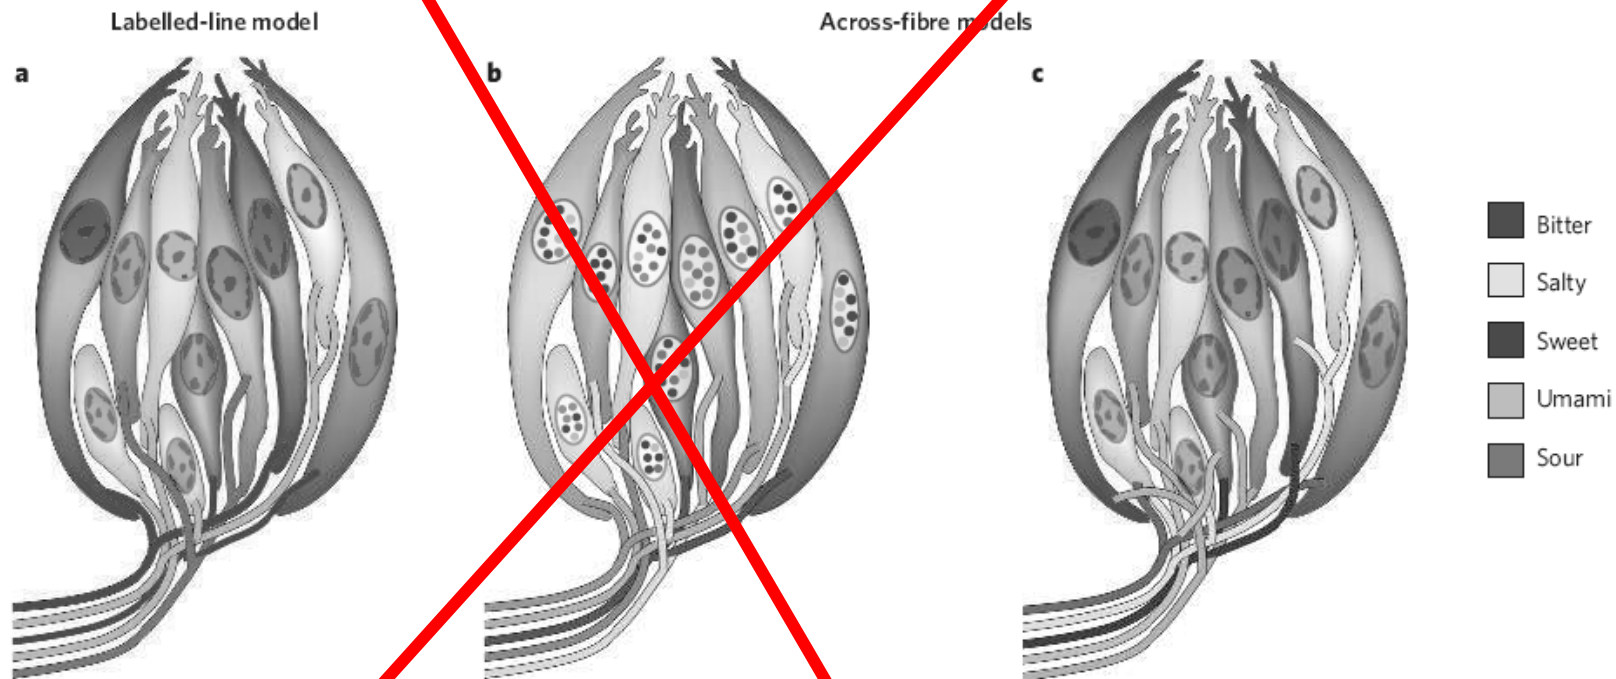 Labelled-line model
Across-fibre models
a
b
c
Bitter
Salty
Sweet
Umami
Sour